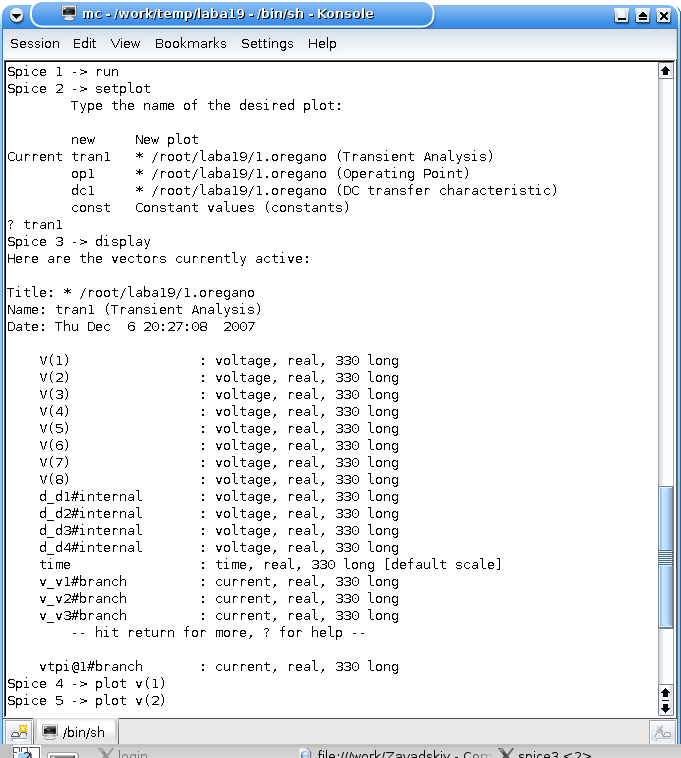 mc - /work/temp/laba19 - /bin/sh - Konsole
Session Edit View Bookmarks Settings Help
Spice 1 -> run
Spice 2 -> setplot
        Type the name of the desired plot:

        new     New plot
Current tran1   * /root/laba19/1.oregano (Transient Analysis)
        op1     * /root/laba19/1.oregano (Operating Point)
        dc1     * /root/laba19/1.oregano (DC transfer characteristic)
        const   Constant values (constants)
? tran1
Spice 3 -> display
Here are the vectors currently active:

Title: * /root/laba19/1.oregano
Name: tran1 (Transient Analysis)
Date: Thu Dec  6 20:27:08  2007

    V(1)                : voltage, real, 330 long
    V(2)                : voltage, real, 330 long
    V(3)                : voltage, real, 330 long
    V(4)                : voltage, real, 330 long
    V(5)                : voltage, real, 330 long
    V(6)                : voltage, real, 330 long
    V(7)                : voltage, real, 330 long
    V(8)                : voltage, real, 330 long
    d_d1#internal       : voltage, real, 330 long
    d_d2#internal       : voltage, real, 330 long
    d_d3#internal       : voltage, real, 330 long
    d_d4#internal       : voltage, real, 330 long
    time                : time, real, 330 long [default scale]
    v_v1#branch         : current, real, 330 long
    v_v2#branch         : current, real, 330 long
    v_v3#branch         : current, real, 330 long
        -- hit return for more, ? for help --

    vtpi@1#branch       : current, real, 330 long
Spice 4 -> plot v(1)
Spice 5 -> plot v(2)
/bin/sh
login file:///work/Zavadskiy - spice3 <2>